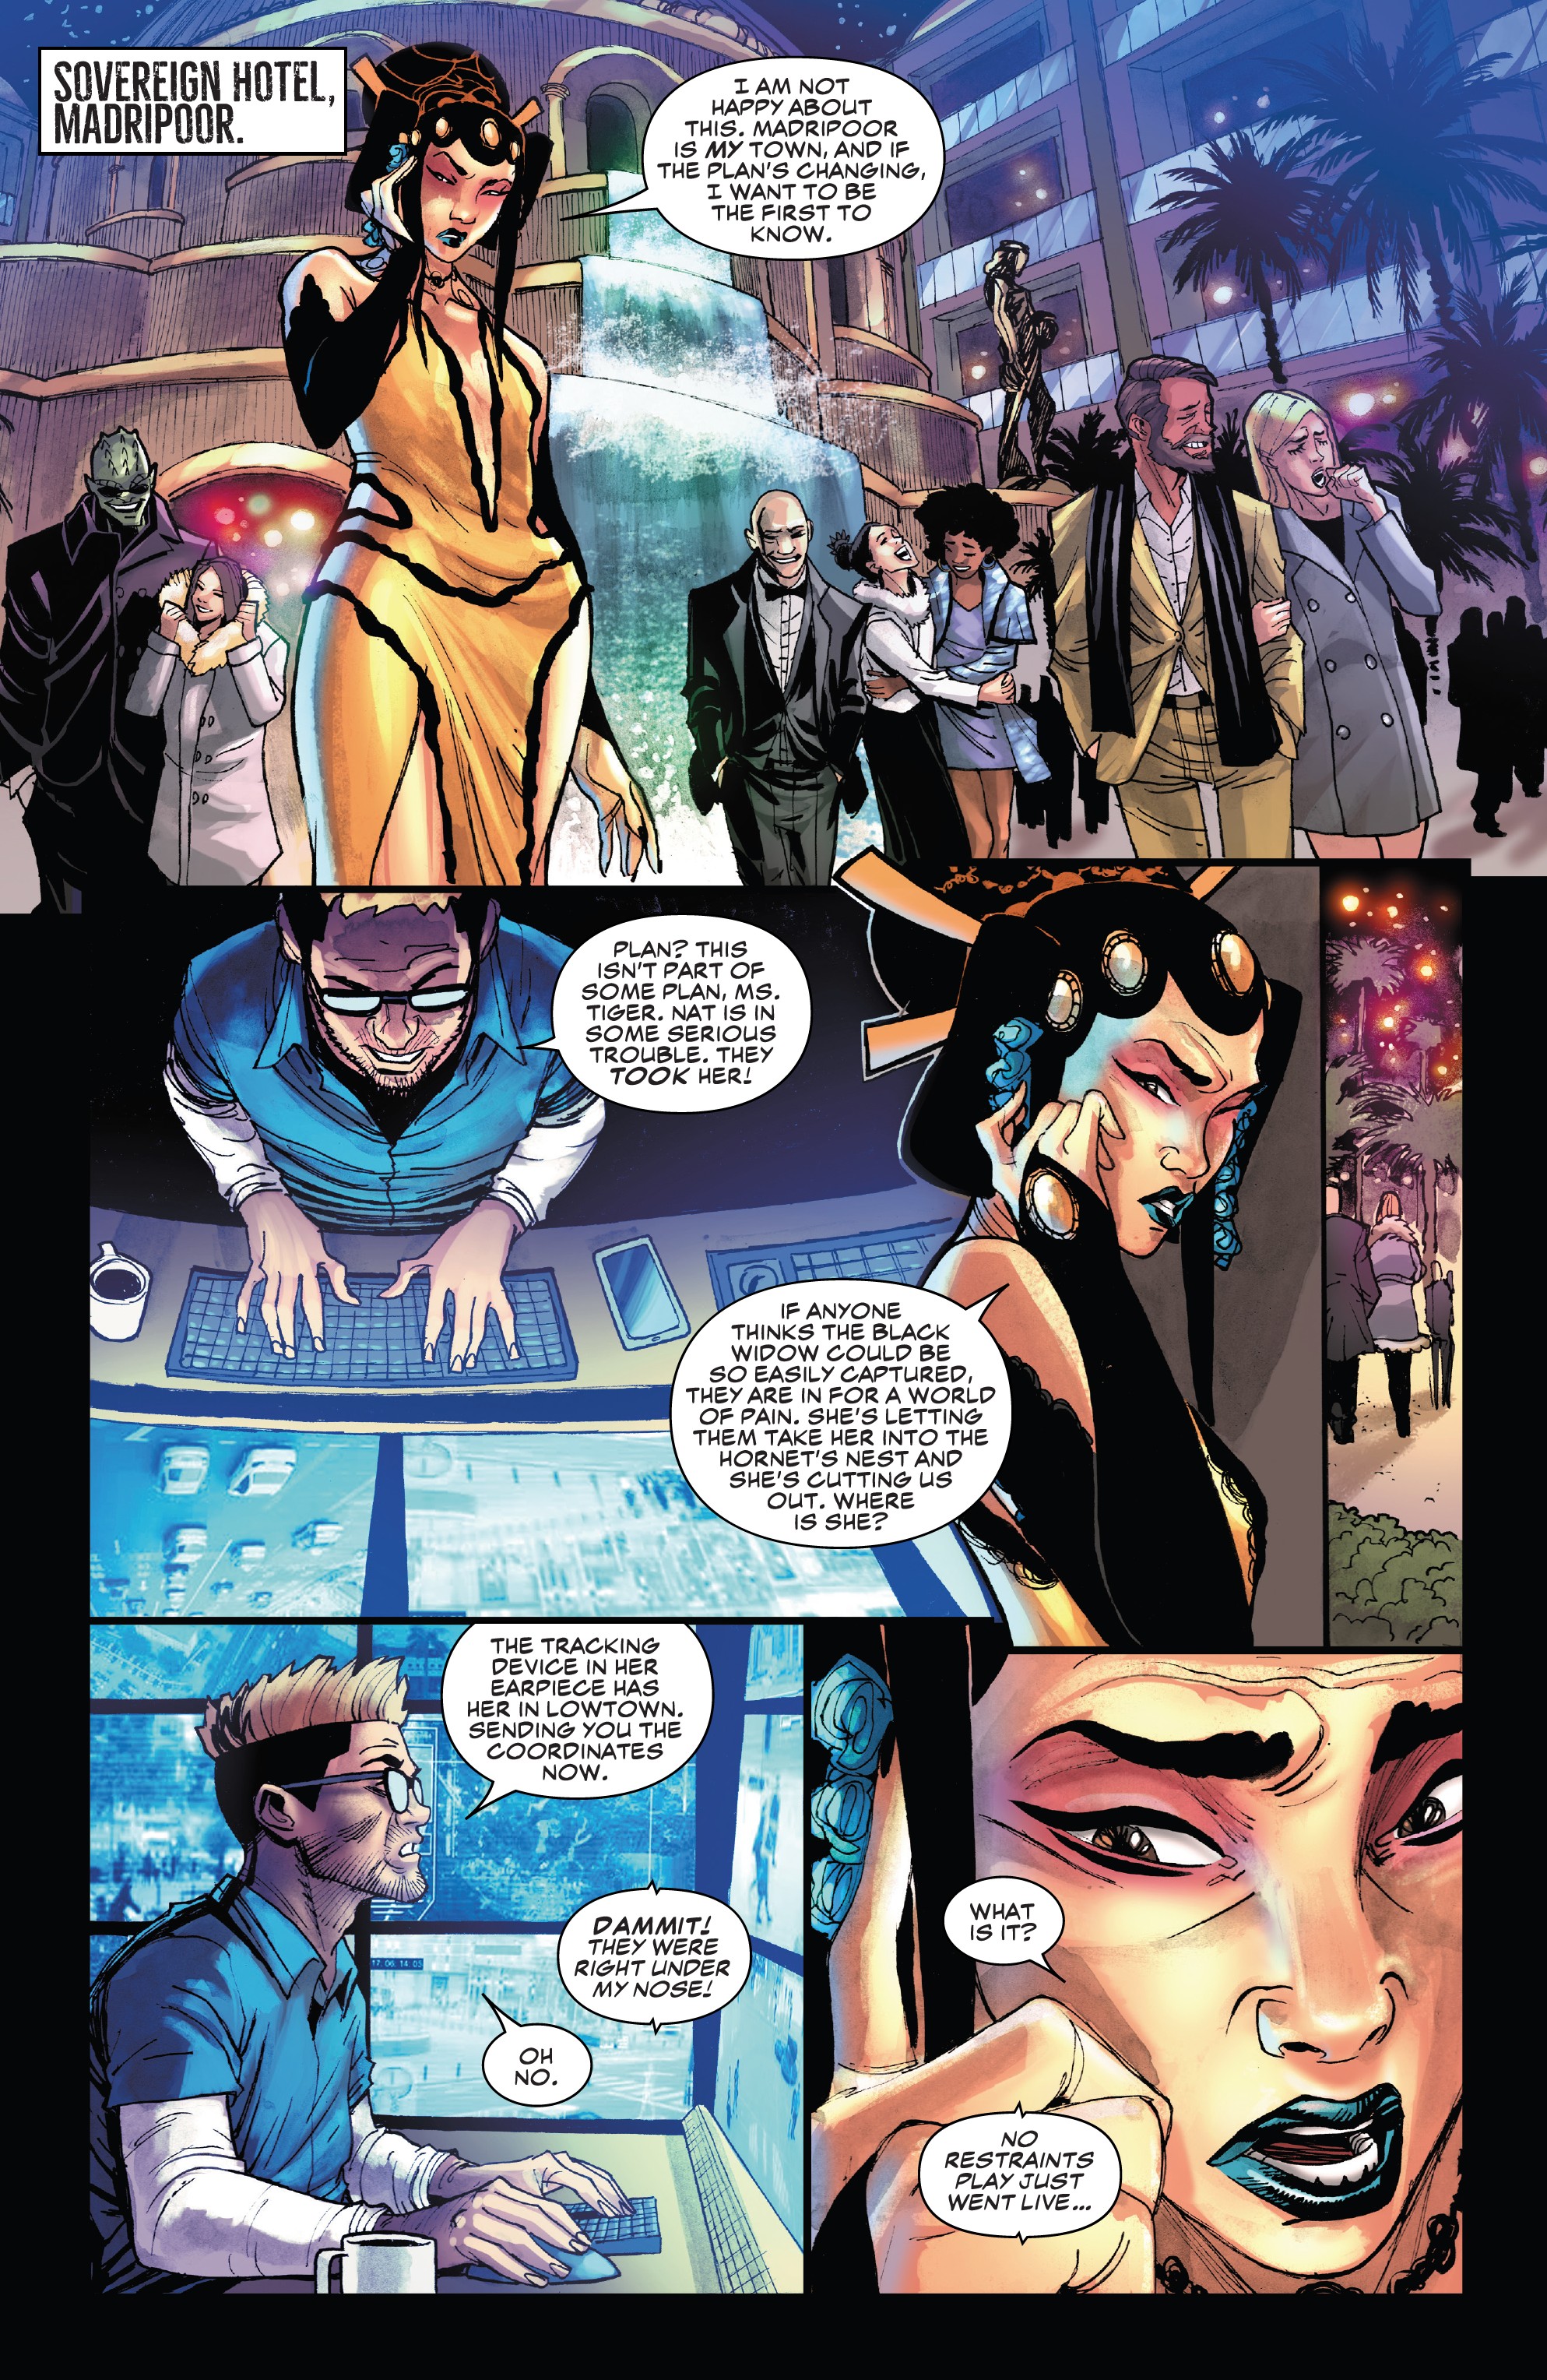 SOVEREIGN HOTEL,
MADRIPOOR.
I AM NOT
HAPPY ABOUT
THIS. MADRIPOOR
IS MY TOWN, AND IF
THE PLAN'S CHANGING,
I WANT TO BE
THE FIRST TO
KNOW.
PLAN? THIS
ISN'T PART OF
SOME PLAN, MS.
TIGER. NAT IS IN
SOME SERIOUS
TROUBLE. THEY
TOOK HER!
IF ANYONE
THINKS THE BLACK
WIDOW COULD BE
SO EASILY CAPTURED,
THEY ARE IN FOR A WORLD
OF PAIN. SHE'S LETTING
THEM TAKE HER INTO THE
HORNET'S NEST AND
SHE'S CUTTING US
OUT. WHERE
IS SHE?
THE TRACKING
DEVICE IN HER
EARPIECE HAS
HER IN LOWTOWN.
SENDING YOU THE
COORDINATES
NOW.
DAMMIT!
THEY WERE
RIGHT UNDER
MY NOSE!
OH
NO.
WHAT
IS IT?
NO
RESTRAINTS
PLAY JUST
WENT LIVE...